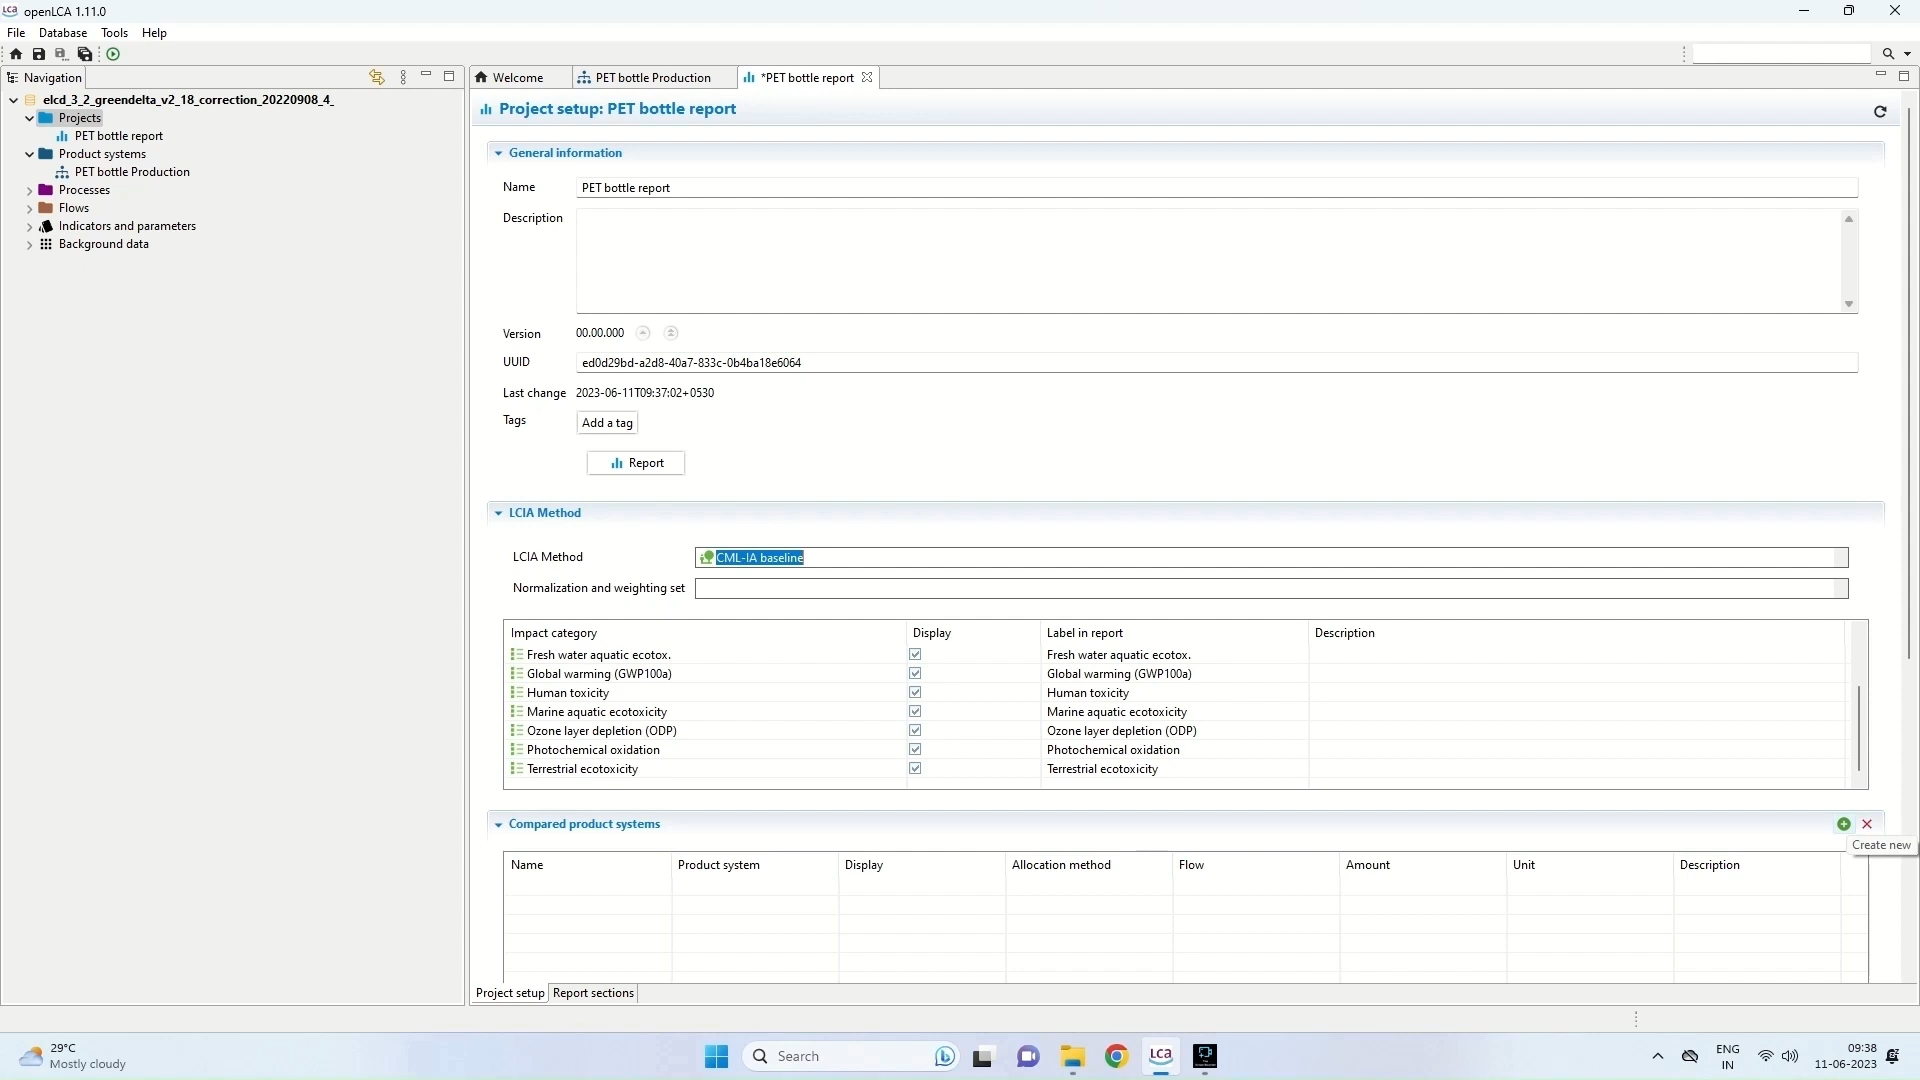 LCA openLCA 1.11.0
File Database Tools Help
Navigation
elcd_3_2_greendelta_v2_18_correction_20220908_4_
Projects
PET bottle report
Product systems
PET bottle Production
Processes
Flows
Indicators and parameters
Background data
Welcome PET bottle Production *PET bottle report
Project setup: PET bottle report
General information
Name PET bottle report
Description
Version 00.00.000
UUID ed0d29bd-a2d8-40a7-833c-0b4ba18e6064
Last change 2023-06-11T09:37:02+0530
Tags Add a tag
Report
LCIA Method
LCIA Method CML-IA baseline
Normalization and weighting set
Impact category Display Label in report Description
Fresh water aquatic ecotox. Fresh water aquatic ecotox.
Global warming (GWP100a) Global warming (GWP100a)
Human toxicity Human toxicity
Marine aquatic ecotoxicity Marine aquatic ecotoxicity
Ozone layer depletion (ODP) Ozone layer depletion (ODP)
Photochemical oxidation Photochemical oxidation
Terrestrial ecotoxicity Terrestrial ecotoxicity
Compared product systems
Create new
Name Product system Display Allocation method Flow Amount Unit Description
Project setup Report sections
29°C
Mostly cloudy
Search
LCA
ENG
IN
09:38
11-06-2023